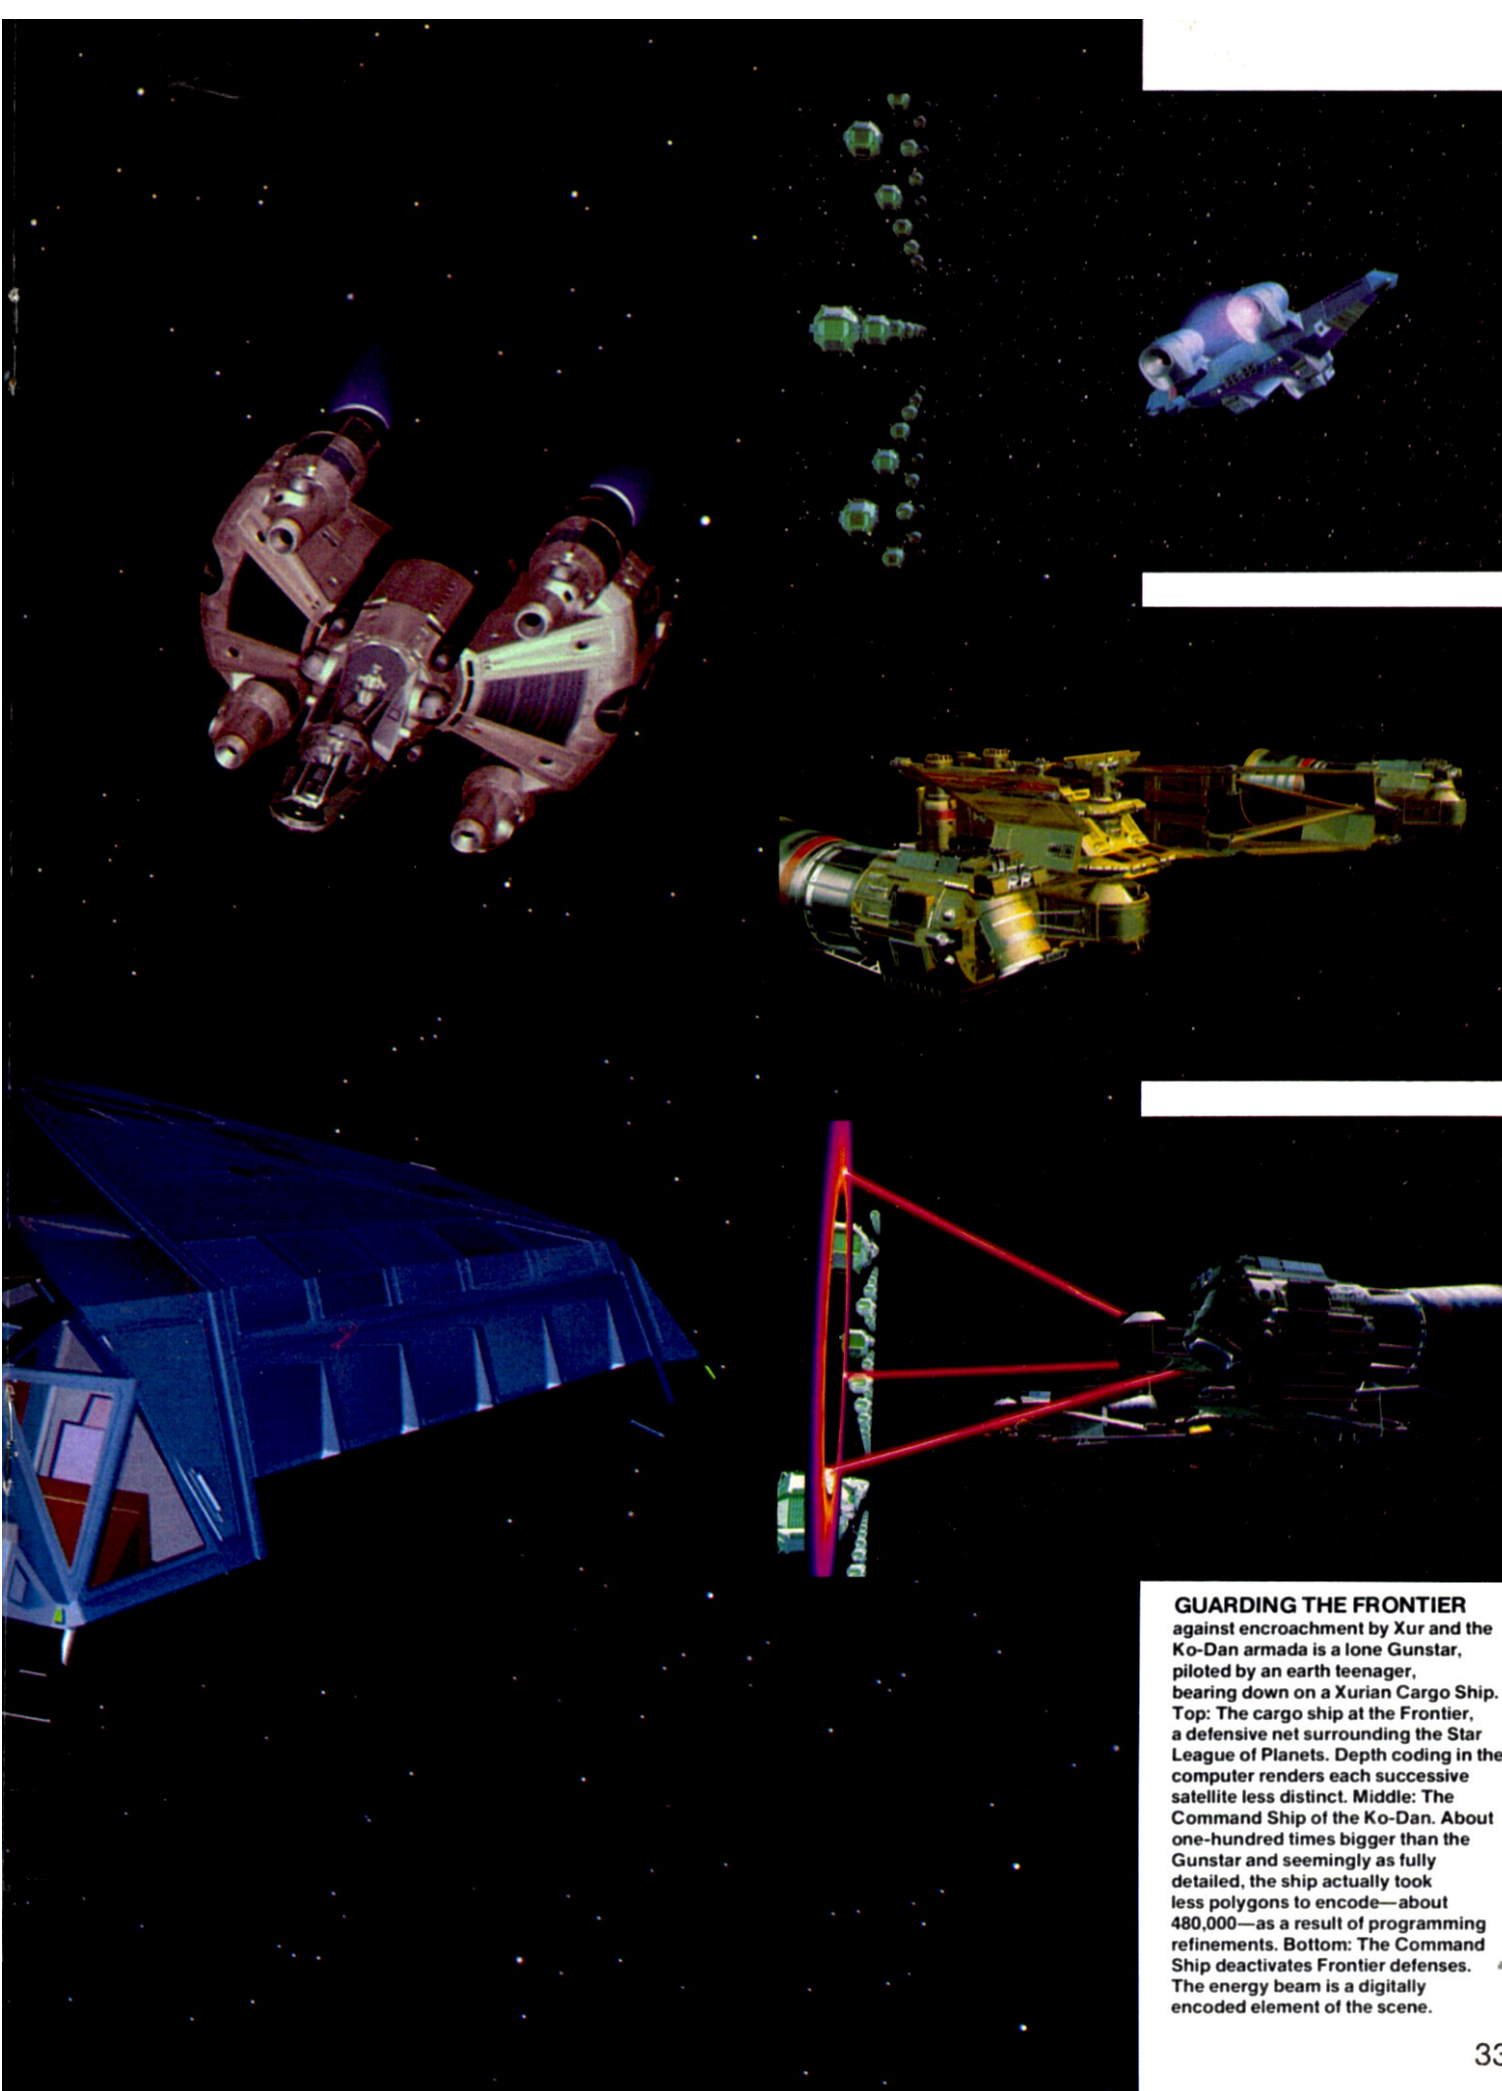 GUARDING THE FRONTIER
against encroachment by Xur and the
Ko-Dan armada is a lone Gunstar,
piloted by an earth teenager,
bearing down on a Xurian Cargo Ship.
Top: The cargo ship at the Frontier,
a defensive net surrounding the Star
League of Planets. Depth coding in the
computer renders each successive
satellite less distinct. Middle: The
Command Ship of the Ko-Dan. About
one-hundred times bigger than the
Gunstar and seemingly as fully
detailed, the ship actually took
less polygons to encode—about
480,000—as a result of programming
refinements. Bottom: The Command
Ship deactivates Frontier defenses.
The energy beam is a digitally
encoded element of the scene.
33